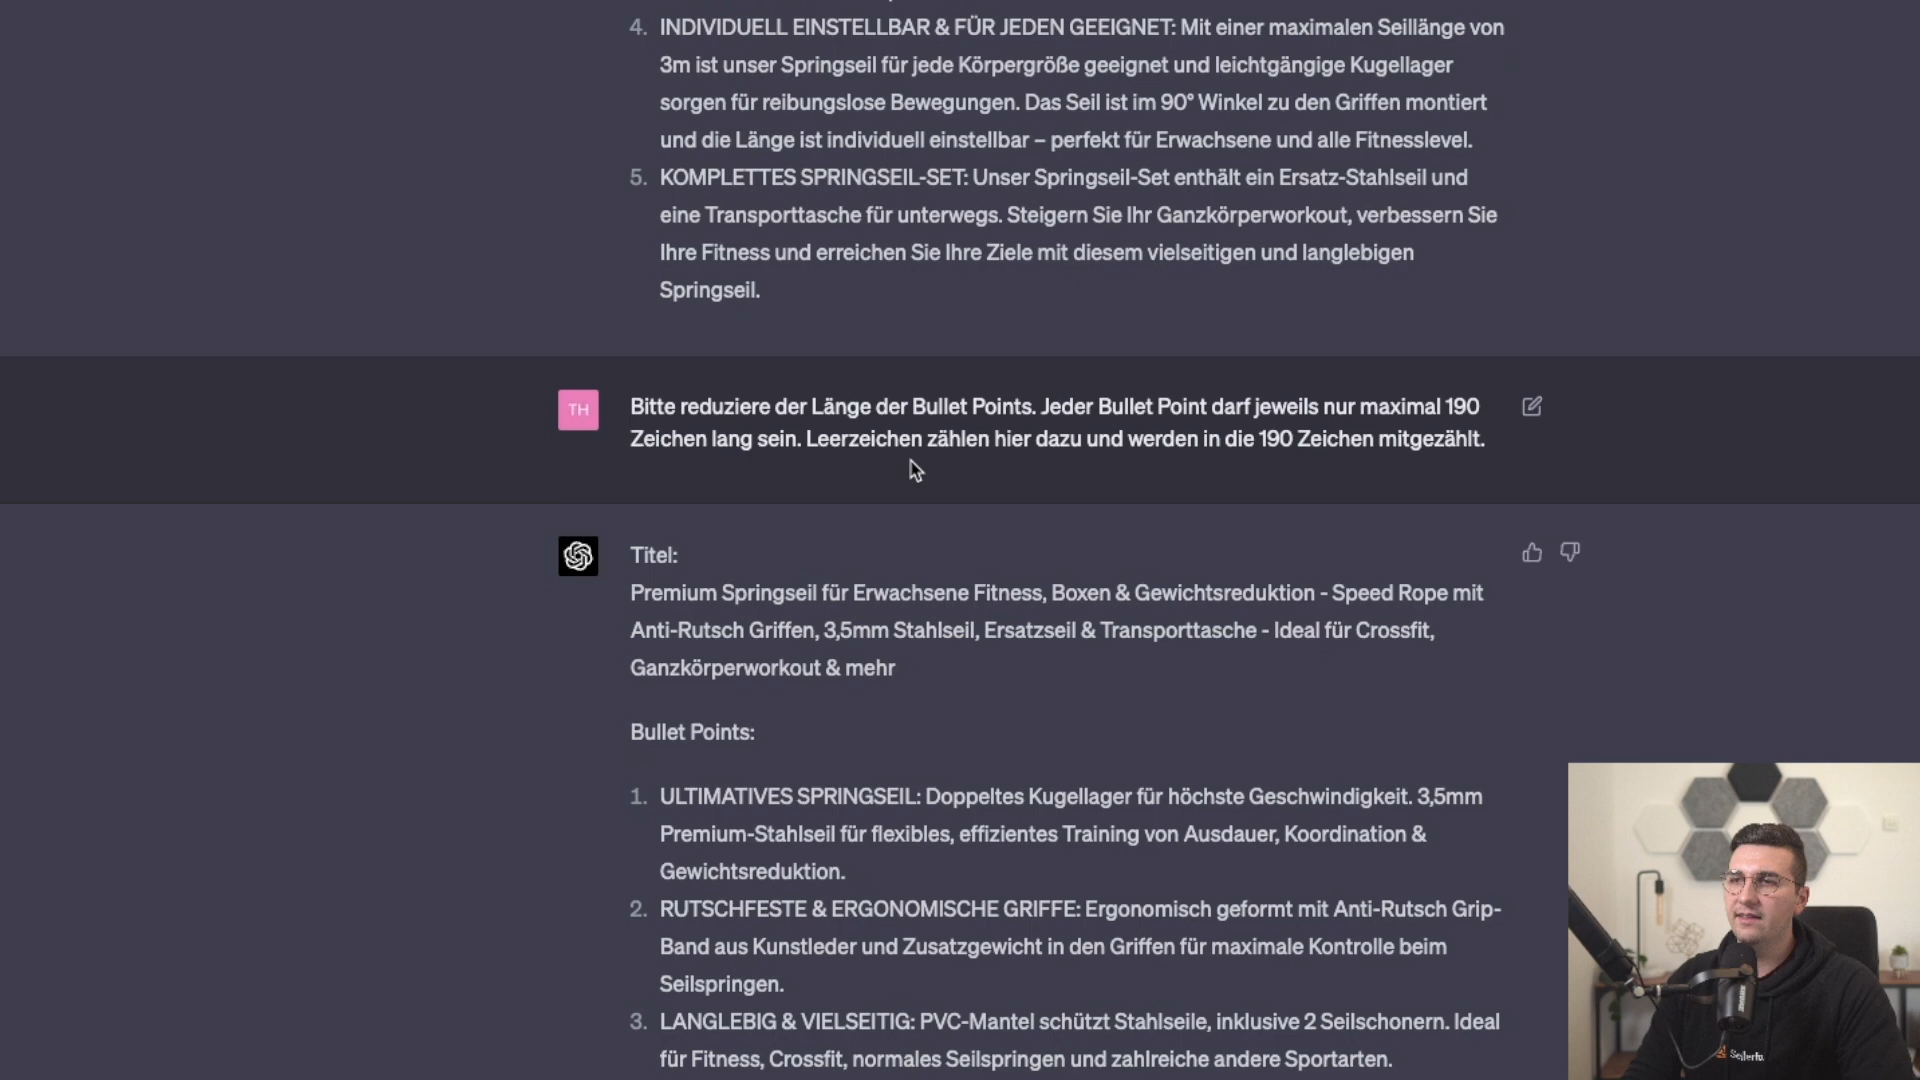 4. INDIVIDUELL EINSTELLBAR & FÜR JEDEN GEEIGNET: Mit einer maximalen Seillänge von
3m ist unser Springseil für jede Körpergröße geeignet und leichtgängige Kugellager
sorgen für reibungslose Bewegungen. Das Seil ist im 90° Winkel zu den Griffen montiert
und die Länge ist individuell einstellbar – perfekt für Erwachsene und alle Fitnesslevel.
5. KOMPLETTES SPRINGSEIL-SET: Unser Springseil-Set enthält ein Ersatz-Stahlseil und
eine Transporttasche für unterwegs. Steigern Sie Ihr Ganzkörperworkout, verbessern Sie
Ihre Fitness und erreichen Sie Ihre Ziele mit diesem vielseitigen und langlebigen
Springseil.
TH
Bitte reduziere der Länge der Bullet Points. Jeder Bullet Point darf jeweils nur maximal 190
Zeichen lang sein. Leerzeichen zählen hier dazu und werden in die 190 Zeichen mitgezählt.
Titel:
Premium Springseil für Erwachsene Fitness, Boxen & Gewichtsreduktion - Speed Rope mit
Anti-Rutsch Griffen, 3,5mm Stahlseil, Ersatzseil & Transporttasche - Ideal für Crossfit,
Ganzkörperworkout & mehr
Bullet Points:
1. ULTIMATIVES SPRINGSEIL: Doppeltes Kugellager für höchste Geschwindigkeit. 3,5mm
Premium-Stahlseil für flexibles, effizientes Training von Ausdauer, Koordination &
Gewichtsreduktion.
2. RUTSCHFESTE & ERGONOMISCHE GRIFFE: Ergonomisch geformt mit Anti-Rutsch Grip-
Band aus Kunstleder und Zusatzgewicht in den Griffen für maximale Kontrolle beim
Seilspringen.
3. LANGLEBIG & VIELSEITIG: PVC-Mantel schützt Stahlseile, inklusive 2 Seilschonern. Ideal
für Fitness, Crossfit, normales Seilspringen und zahlreiche andere Sportarten.